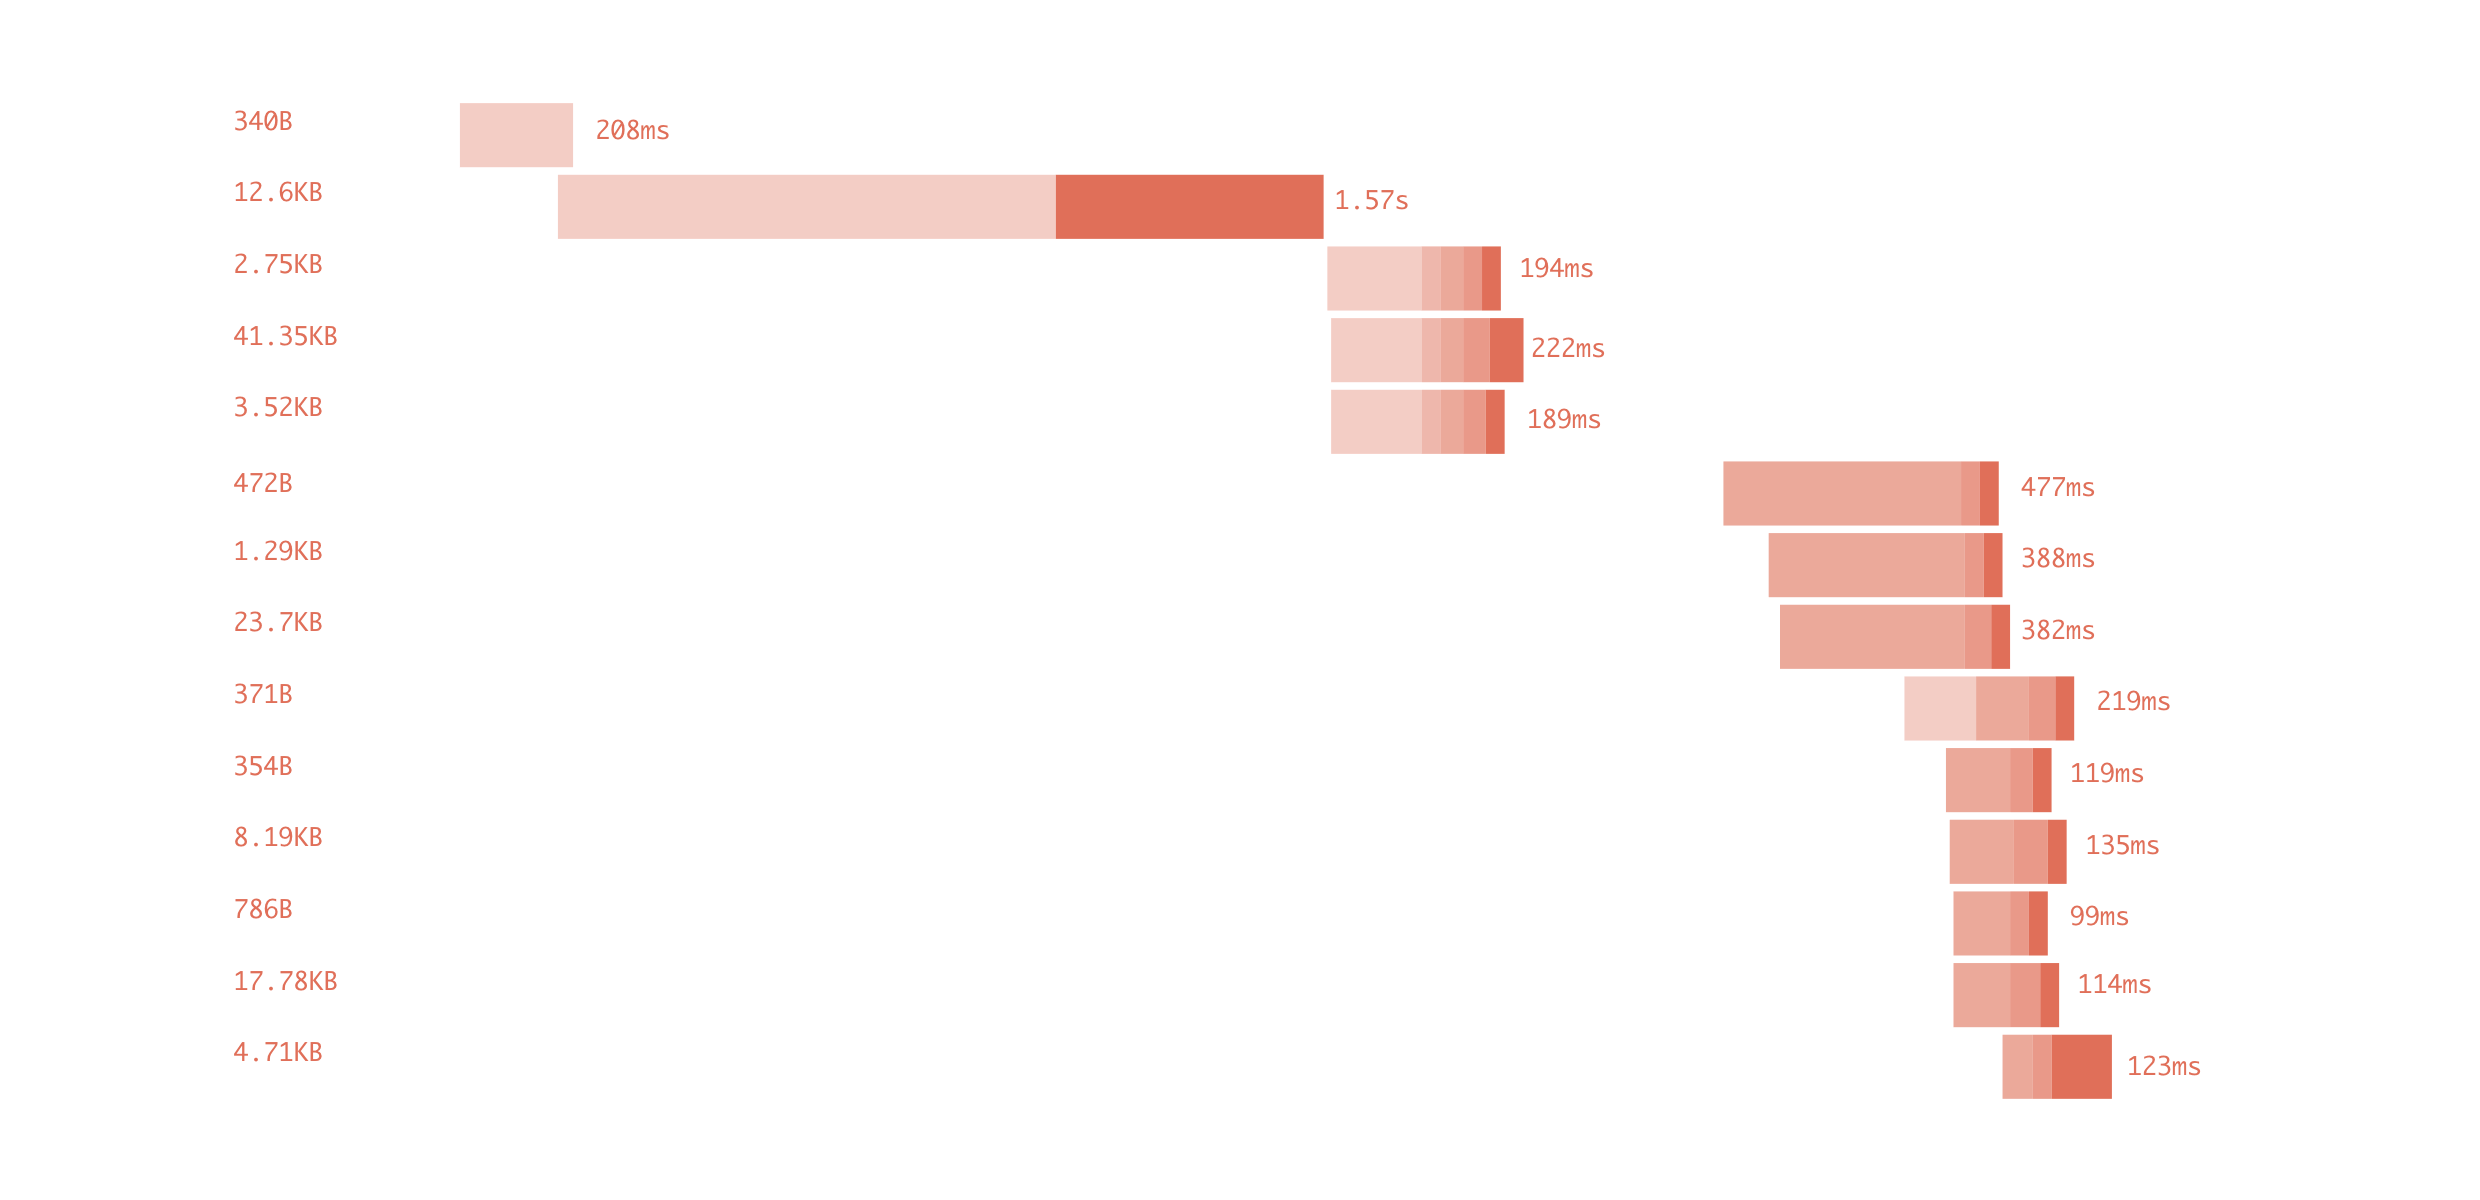 340B 208ms
12.6KB 1.57s
2.75KB 194ms
41.35KB 222ms
3.52KB 189ms
472B 477ms
1.29KB 388ms
23.7KB 382ms
371B 219ms
354B 119ms
8.19KB 135ms
786B 99ms
17.78KB 114ms
4.71KB 123ms